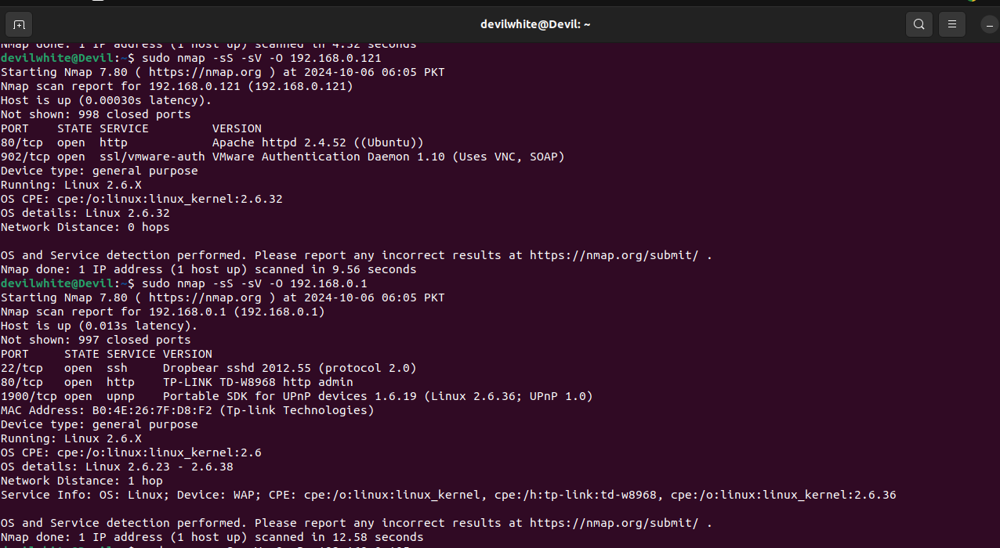 devilwhite@Devil: ~
Nmap done: 1 IP address (1 host up) scanned in 4.52 seconds
devilwhite@Devil:~$ sudo nmap -sS -sV -O 192.168.0.121
Starting Nmap 7.80 ( https://nmap.org ) at 2024-10-06 06:05 PKT
Nmap scan report for 192.168.0.121 (192.168.0.121)
Host is up (0.00030s latency).
Not shown: 998 closed ports
PORT    STATE SERVICE         VERSION
80/tcp  open  http            Apache httpd 2.4.52 ((Ubuntu))
902/tcp open  ssl/vmware-auth VMware Authentication Daemon 1.10 (Uses VNC, SOAP)
Device type: general purpose
Running: Linux 2.6.X
OS CPE: cpe:/o:linux:linux_kernel:2.6.32
OS details: Linux 2.6.32
Network Distance: 0 hops
OS and Service detection performed. Please report any incorrect results at https://nmap.org/submit/ .
Nmap done: 1 IP address (1 host up) scanned in 9.56 seconds
devilwhite@Devil:~$ sudo nmap -sS -sV -O 192.168.0.1
Starting Nmap 7.80 ( https://nmap.org ) at 2024-10-06 06:05 PKT
Nmap scan report for 192.168.0.1 (192.168.0.1)
Host is up (0.013s latency).
Not shown: 997 closed ports
PORT     STATE SERVICE VERSION
22/tcp   open  ssh     Dropbear sshd 2012.55 (protocol 2.0)
80/tcp   open  http    TP-LINK TD-W8968 http admin
1900/tcp open  upnp    Portable SDK for UPnP devices 1.6.19 (Linux 2.6.36; UPnP 1.0)
MAC Address: B0:4E:26:7F:D8:F2 (Tp-link Technologies)
Device type: general purpose
Running: Linux 2.6.X
OS CPE: cpe:/o:linux:linux_kernel:2.6
OS details: Linux 2.6.23 - 2.6.38
Network Distance: 1 hop
Service Info: OS: Linux; Device: WAP; CPE: cpe:/o:linux:linux_kernel, cpe:/h:tp-link:td-w8968, cpe:/o:linux:linux_kernel:2.6.36
OS and Service detection performed. Please report any incorrect results at https://nmap.org/submit/ .
Nmap done: 1 IP address (1 host up) scanned in 12.58 seconds